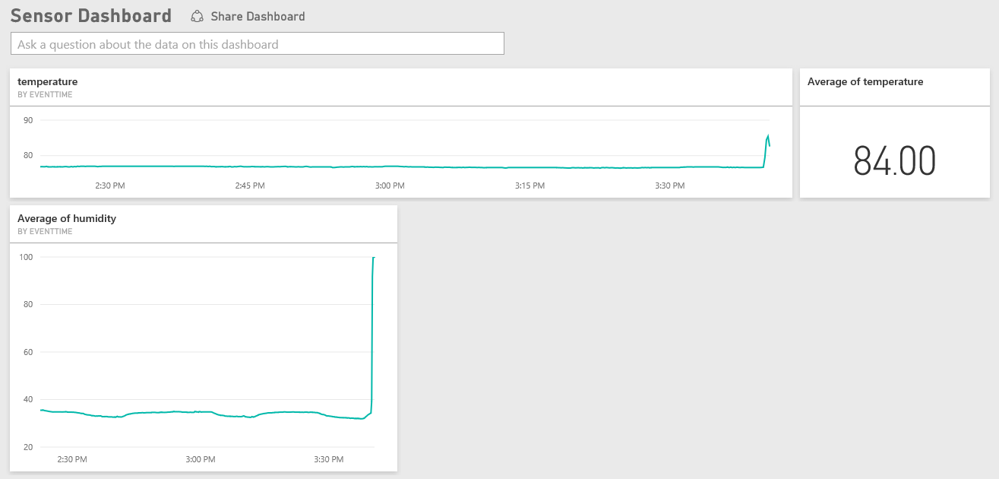 Sensor Dashboard Share Dashboard
Ask a question about the data on this dashboard
temperature
BY EVENTTIME
90
80
2:30 PM 2:45 PM 3:00 PM 3:15 PM 3:30 PM
Average of temperature
84.00
Average of humidity
BY EVENTTIME
100
80
60
40
20
2:30 PM 3:00 PM 3:30 PM